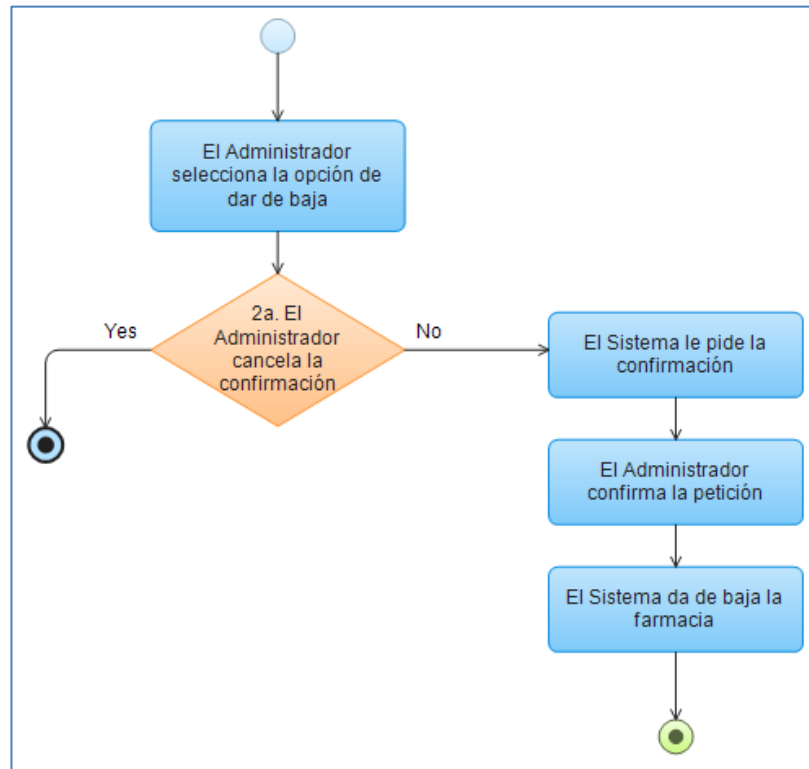 El Administrador
selecciona la opción de
dar de baja
2a. El
Administrador
cancela la
confirmación
Yes
No
El Sistema le pide la
confirmación
El Administrador
confirma la petición
El Sistema da de baja la
farmacia